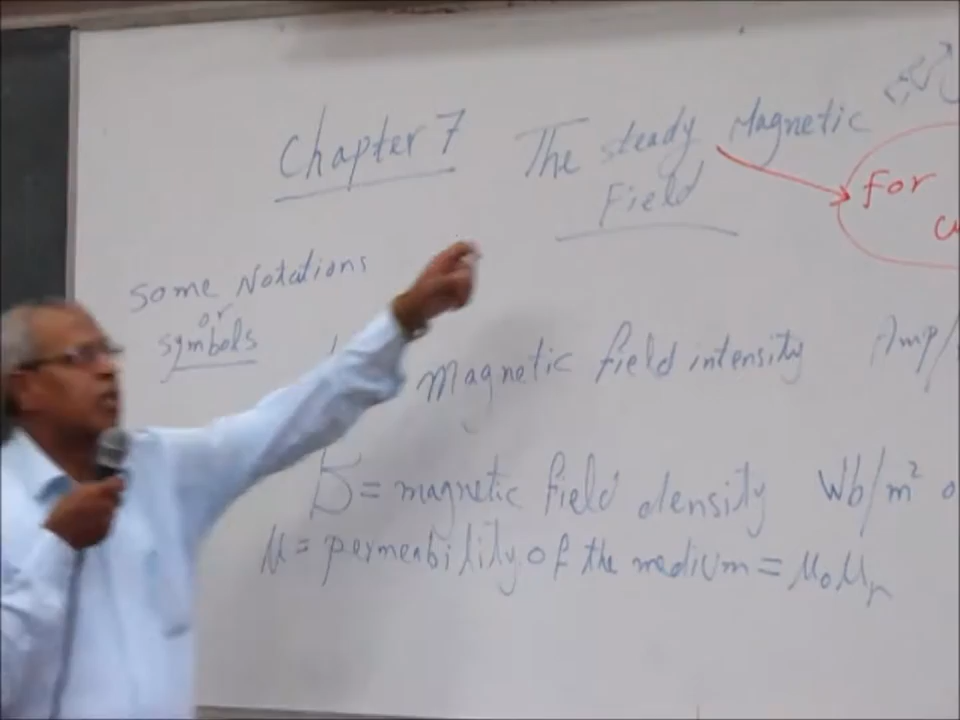 Chapter 7 The steady Magnetic
Field
for
some Notations
or
symbols
Magnetic field intensity Amp/
B = magnetic field density Wb/m²
μ = permeability of the medium = μ₀μᵣ